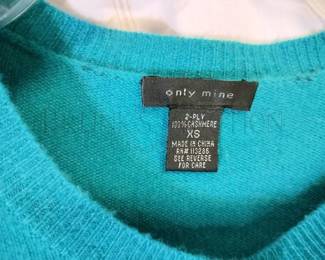 only mine
2-PLY
100% CASHMERE
XS
MADE IN CHINA
RN# 113286
SEE REVERSE
FOR CARE